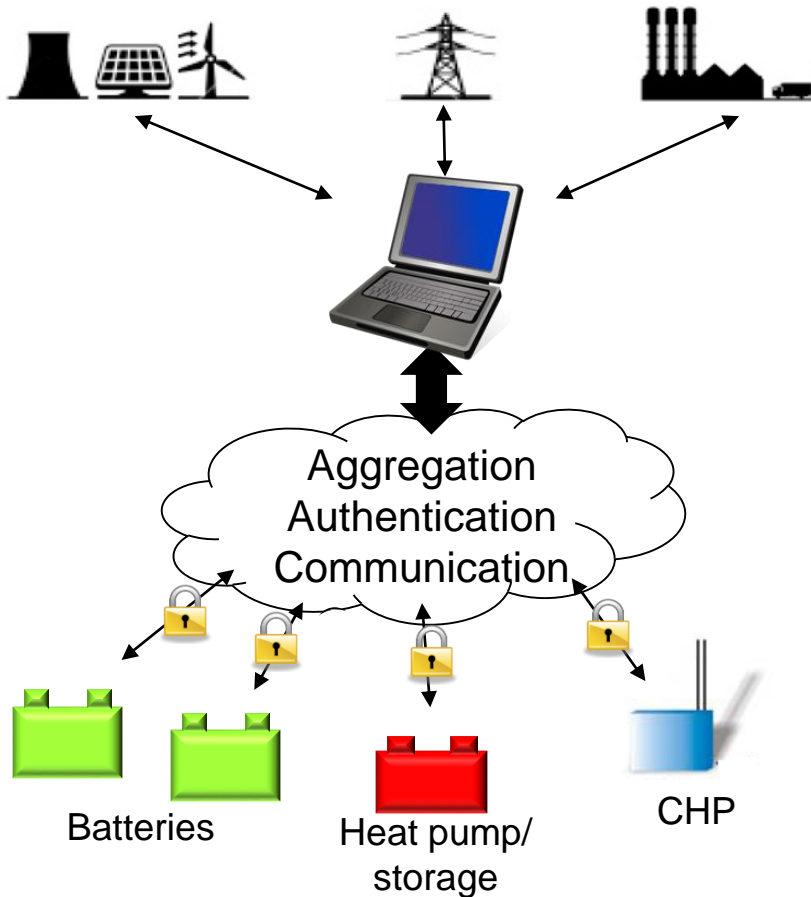 Aggregation
Authentication
Communication
Batteries
Heat pump/
storage
CHP